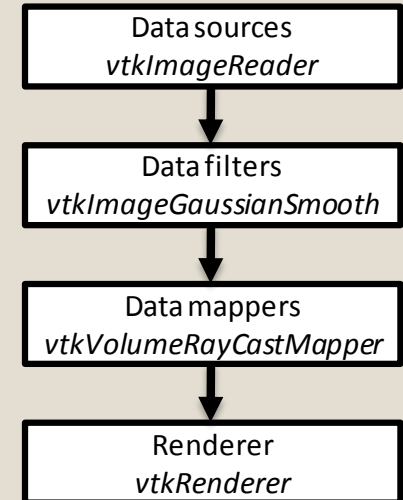 Data sources
vtkImageReader
Data filters
vtkImageGaussianSmooth
Data mappers
vtkVolumeRayCastMapper
Renderer
vtkRenderer